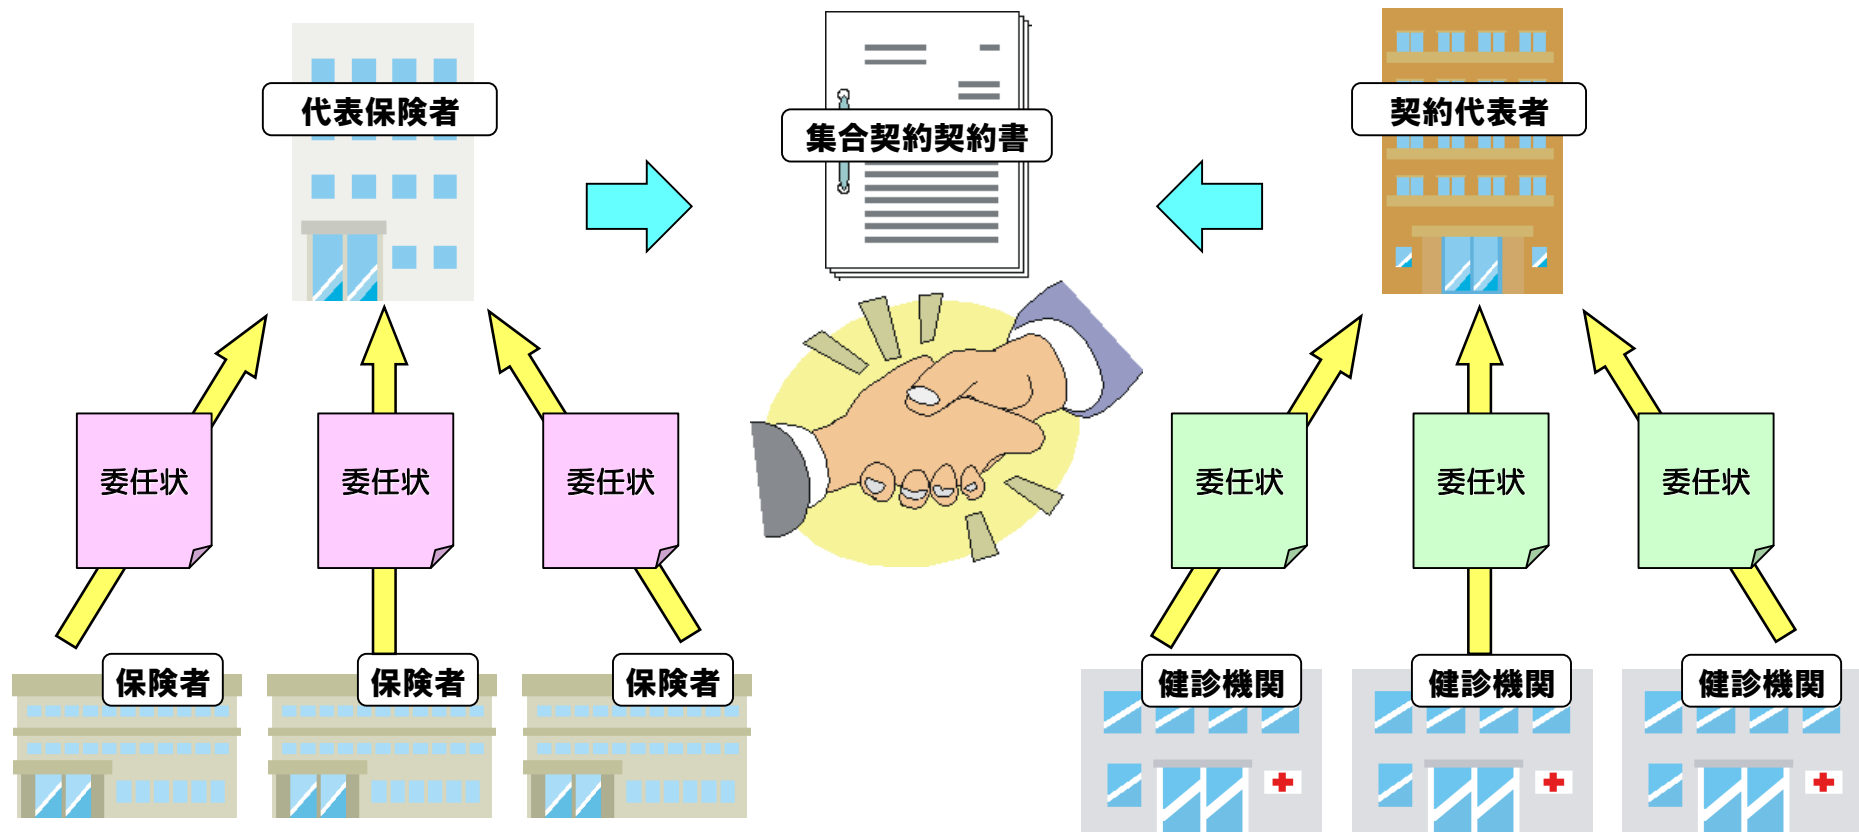 代表保険者
集合契約契約書
契約代表者
委任状
委任状
委任状
委任状
委任状
委任状
保険者
保険者
保険者
健診機関
健診機関
健診機関